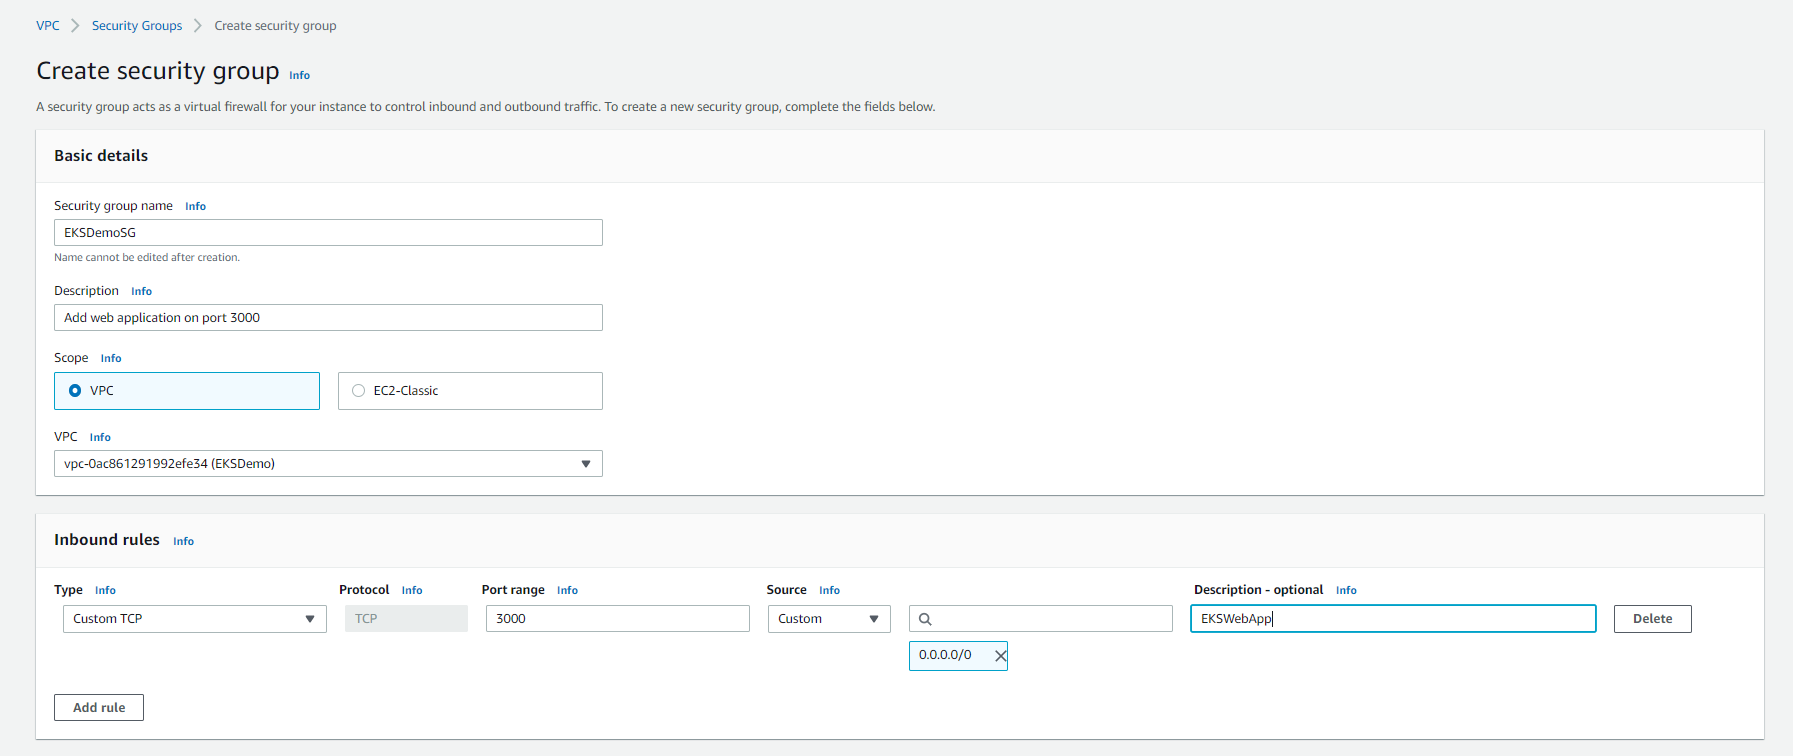 VPC > Security Groups > Create security group
Create security group Info
A security group acts as a virtual firewall for your instance to control inbound and outbound traffic. To create a new security group, complete the fields below.
Basic details
Security group name Info
EKSDemoSG
Name cannot be edited after creation.
Description Info
Add web application on port 3000
Scope Info
VPC EC2-Classic
VPC Info
vpc-0ac861291992efe34 (EKSDemo)
Inbound rules Info
Type Info Protocol Info Port range Info Source Info Description - optional Info
Custom TCP TCP 3000 Custom EKSWebApp Delete
0.0.0.0/0
Add rule